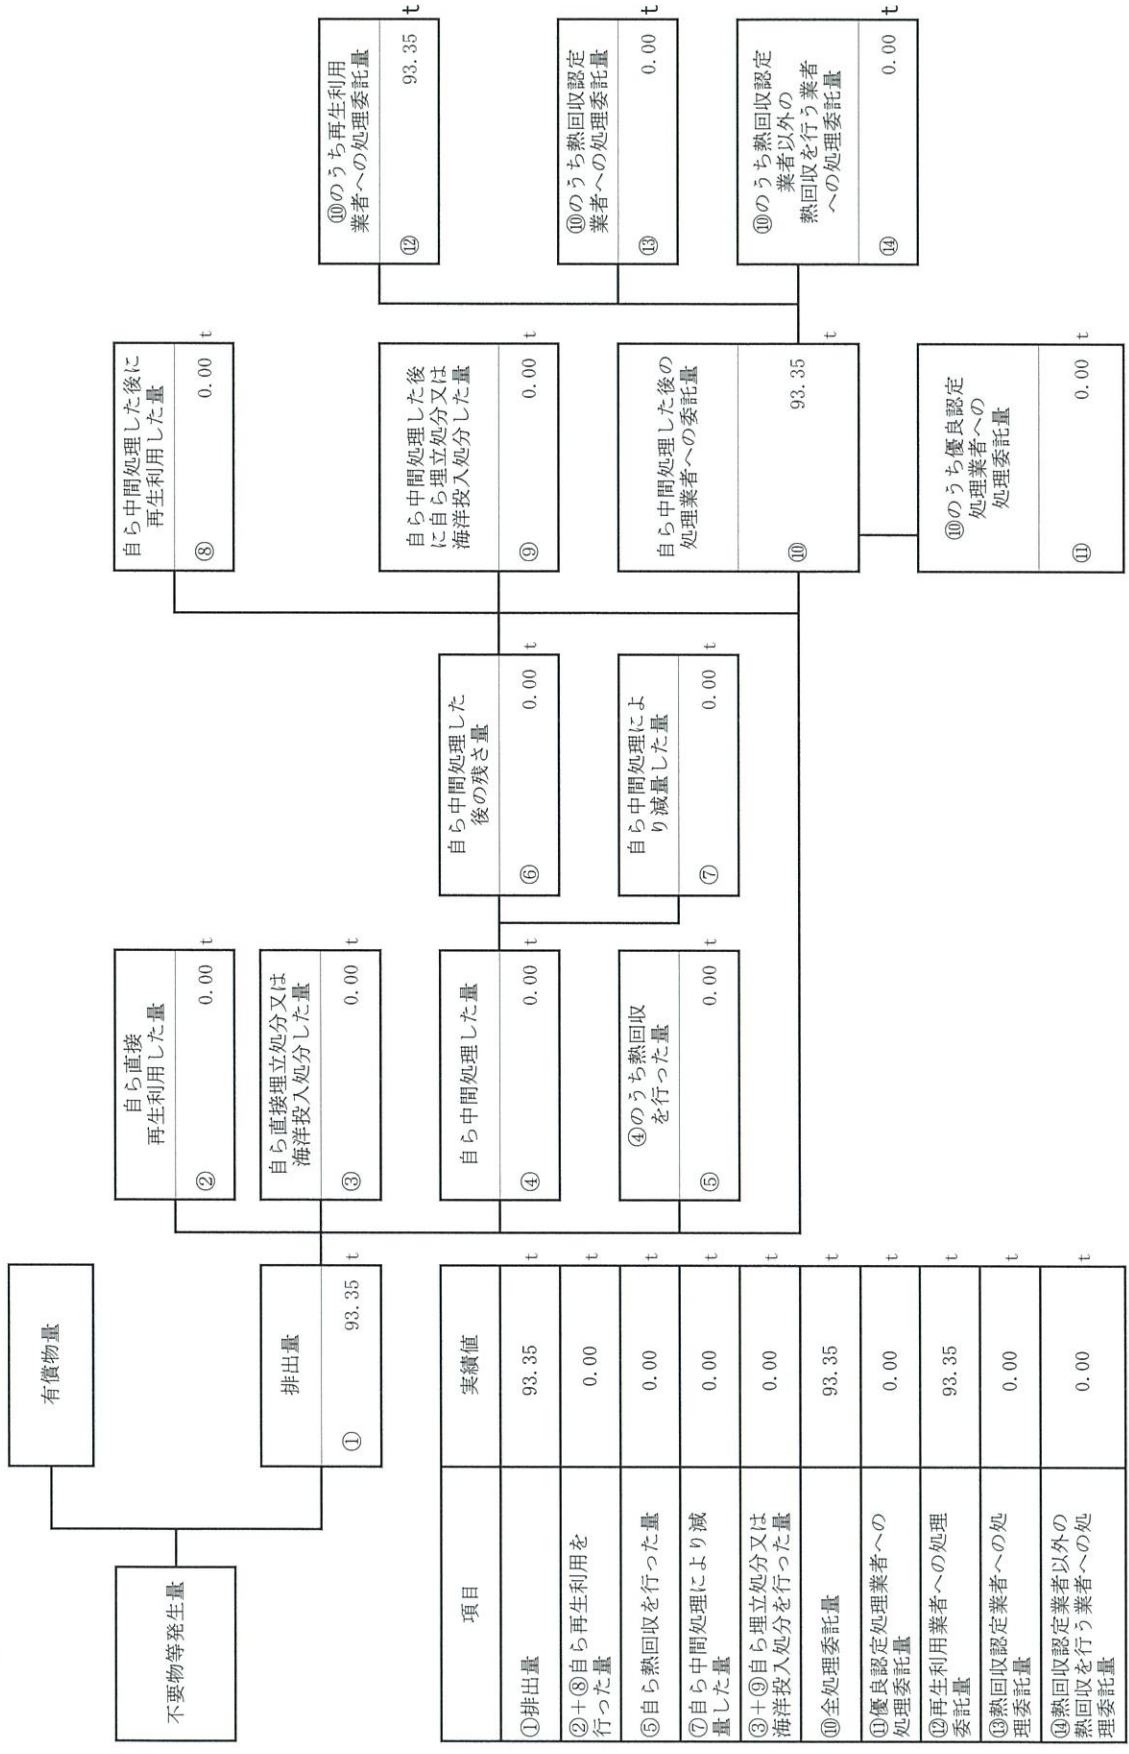 不要物等発生量
有償物量
排出量
① 93.35 t
自ら直接
再生利用した量
② 0.00 t
自ら直接埋立処分又は
海洋投入処分した量
③ 0.00 t
自ら中間処理した量
④ 0.00 t
④のうち熱回収
を行った量
⑤ 0.00 t
自ら中間処理した
後の残さ量
⑥ 0.00 t
自ら中間処理によ
り減量した量
⑦ 0.00 t
自ら中間処理した後に
再生利用した量
⑧ 0.00 t
自ら中間処理した後
に自ら埋立処分又は
海洋投入処分した量
⑨ 0.00 t
自ら中間処理した後の
処理業者への委託量
⑩ 93.35 t
⑩のうち優良認定
処理業者への
処理委託量
⑪ 0.00 t
⑩のうち再生利用
業者への処理委託量
⑫ 93.35 t
⑩のうち熱回収認定
業者への処理委託量
⑬ 0.00 t
⑩のうち熱回収認定
業者以外の
熱回収を行う業者
への処理委託量
⑭ 0.00 t
項目 実績値
①排出量 93.35 t
②+⑧自ら再生利用を
行った量 0.00 t
⑤自ら熱回収を行った量 0.00 t
⑦自ら中間処理により減
量した量 0.00 t
③+⑨自ら埋立処分又は
海洋投入処分を行った量 0.00 t
⑩全処理委託量 93.35 t
⑪優良認定処理業者への
処理委託量 0.00 t
⑫再生利用業者への処理
委託量 93.35 t
⑬熱回収認定業者への処
理委託量 0.00 t
⑭熱回収認定業者以外の
熱回収を行う業者への処
理委託量 0.00 t